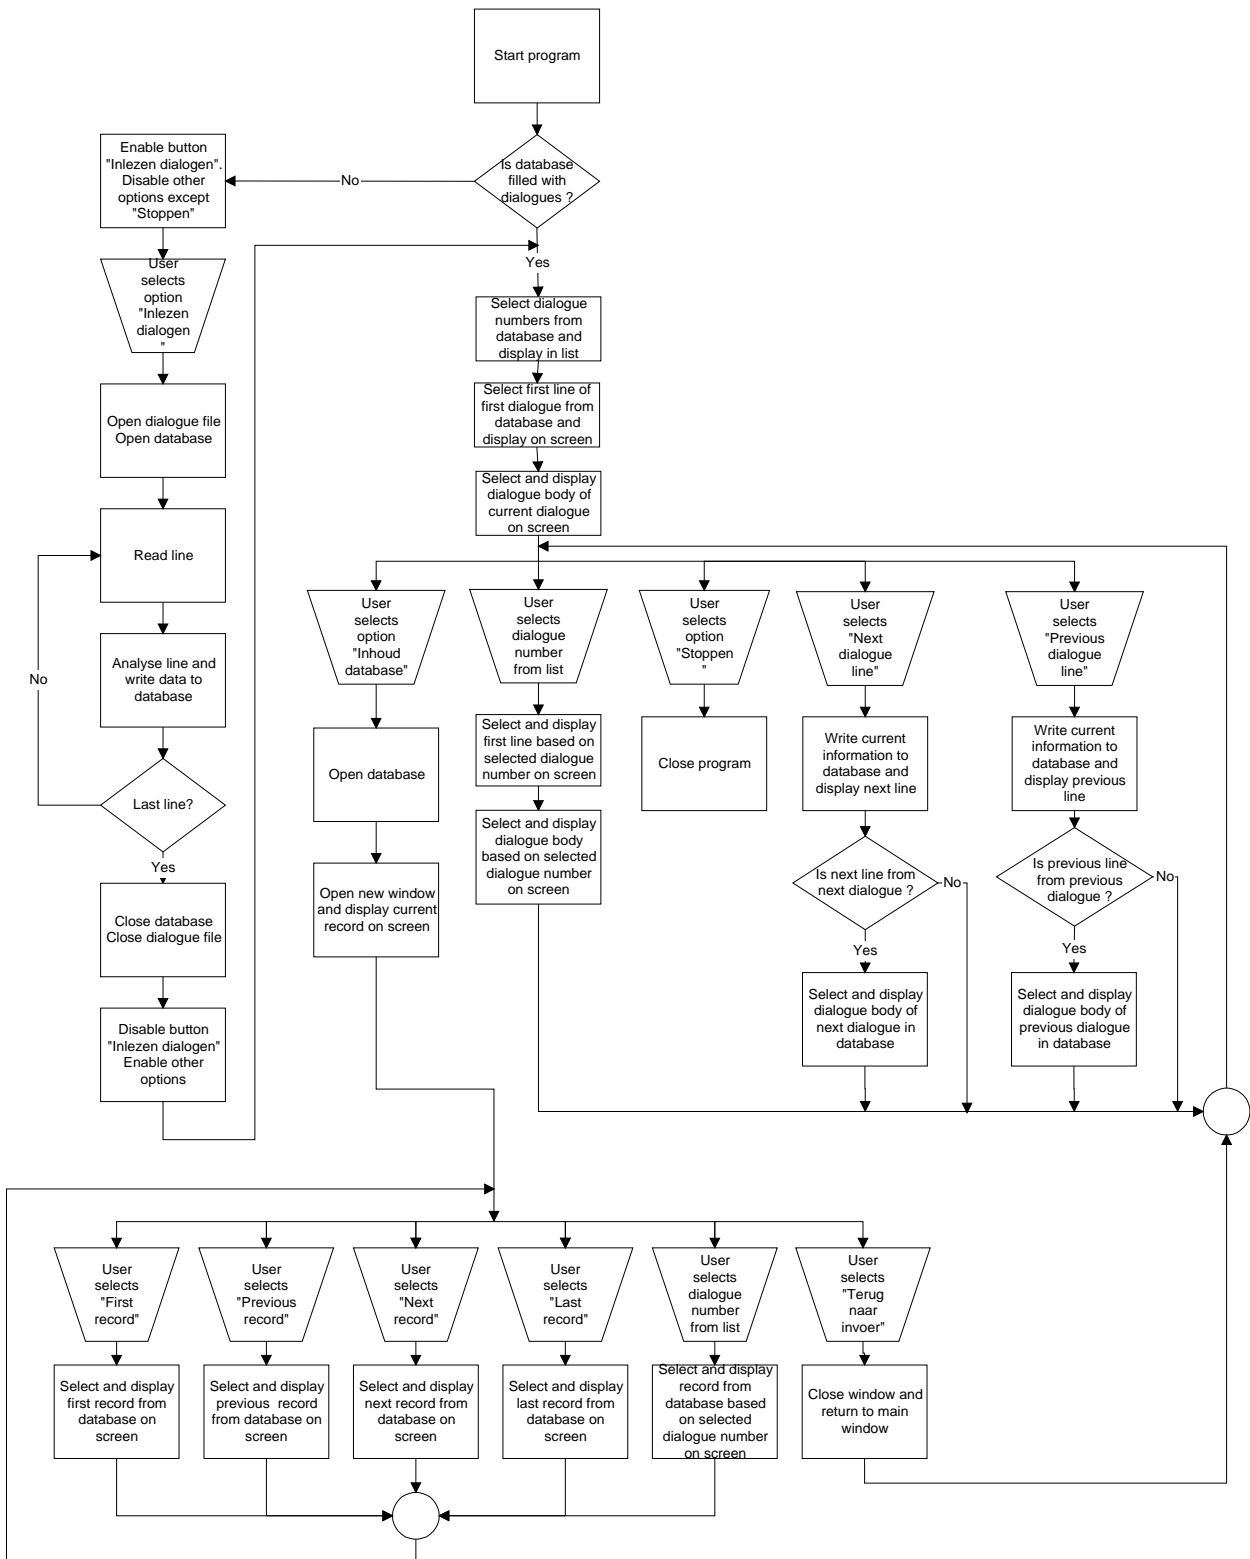 Start program
Is database
filled with
dialogues ?
No
Enable button
"Inlezen dialogen".
Disable other
options except
"Stoppen"
User
selects
option
"Inlezen
dialogen
"
Open dialogue file
Open database
Read line
Analyse line and
write data to
database
No
Last line?
Yes
Close database
Close dialogue file
Disable button
"Inlezen dialogen"
Enable other
options
Yes
Select dialogue
numbers from
database and
display in list
Select first line of
first dialogue from
database and
display on screen
Select and display
dialogue body of
current dialogue
on screen
User
selects
option
"Inhoud
database"
Open database
Open new window
and display current
record on screen
User
selects
dialogue
number
from list
Select and display
first line based on
selected dialogue
number on screen
Select and display
dialogue body
based on selected
dialogue number
on screen
User
selects
option
"Stoppen
"
Close program
User
selects
"Next
dialogue
line"
Write current
information to
database and
display next line
Is next line from
next dialogue ?
No
Yes
Select and display
dialogue body of
next dialogue in
database
User
selects
"Previous
dialogue
line"
Write current
information to
database and
display previous
line
Is previous line
from previous
dialogue ?
No
Yes
Select and display
dialogue body of
previous dialogue
in database
User
selects
"First
record"
Select and display
first record from
database on
screen
User
selects
"Previous
record"
Select and display
previous record
from database on
screen
User
selects
"Next
record"
Select and display
next record from
database on
screen
User
selects
"Last
record"
Select and display
last record from
database on
screen
User
selects
dialogue
number
from list
Select and display
record from
database based
on selected
dialogue number
on screen
User
selects
"Terug
naar
invoer"
Close window and
return to main
window